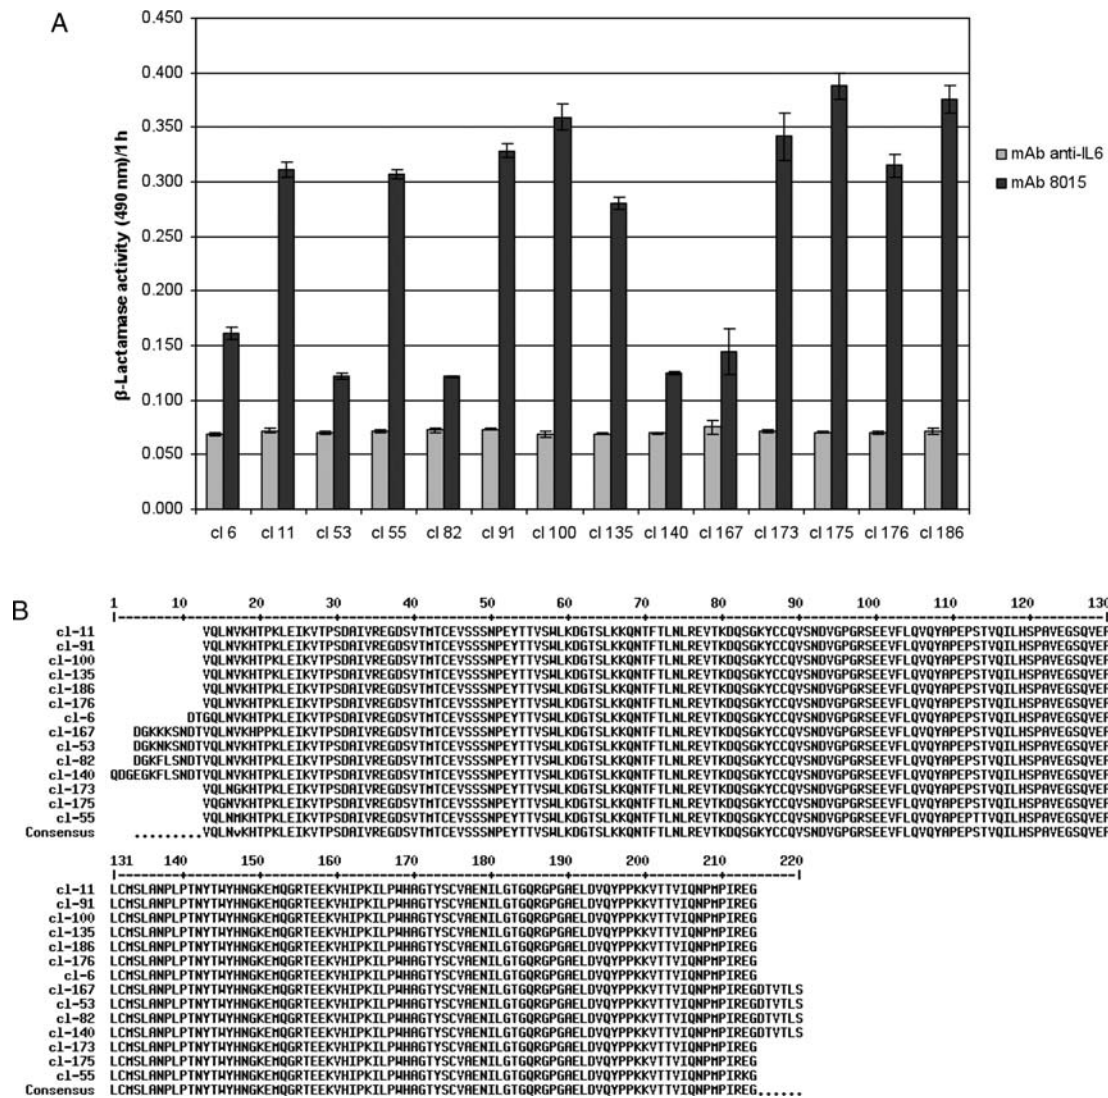 A
0.450
0.400
0.350
0.300
0.250
0.200
0.150
0.100
0.050
0.000
β-Lactamase activity (490 nm)/1h
cl 6 cl 11 cl 53 cl 55 cl 82 cl 91 cl 100 cl 135 cl 140 cl 167 cl 173 cl 175 cl 176 cl 186
mAb anti-IL6
mAb 8015
B
1 10 20 30 40 50 60 70 80 90 100 110 120 130
cl-11 VQLNVKHTPKLEIKVTPSDAIVREGDSVTMTCEVSSSNPEYTTVSWLKDGTSLKKQNTFTLNLREVTKDQSGKYCCQVSNDVGPGRSEEVFLQVQYAPEPSTVQILHSPAVEGSQVEF
cl-91 VQLNVKHTPKLEIKVTPSDAIVREGDSVTMTCEVSSSNPEYTTVSWLKDGTSLKKQNTFTLNLREVTKDQSGKYCCQVSNDVGPGRSEEVFLQVQYAPEPSTVQILHSPAVEGSQVEF
cl-100 VQLNVKHTPKLEIKVTPSDAIVREGDSVTMTCEVSSSNPEYTTVSWLKDGTSLKKQNTFTLNLREVTKDQSGKYCCQVSNDVGPGRSEEVFLQVQYAPEPSTVQILHSPAVEGSQVEF
cl-135 VQLNVKHTPKLEIKVTPSDAIVREGDSVTMTCEVSSSNPEYTTVSWLKDGTSLKKQNTFTLNLREVTKDQSGKYCCQVSNDVGPGRSEEVFLQVQYAPEPSTVQILHSPAVEGSQVEF
cl-186 VQLNVKHTPKLEIKVTPSDAIVREGDSVTMTCEVSSSNPEYTTVSWLKDGTSLKKQNTFTLNLREVTKDQSGKYCCQVSNDVGPGRSEEVFLQVQYAPEPSTVQILHSPAVEGSQVEF
cl-176 VQLNVKHTPKLEIKVTPSDAIVREGDSVTMTCEVSSSNPEYTTVSWLKDGTSLKKQNTFTLNLREVTKDQSGKYCCQVSNDVGPGRSEEVFLQVQYAPEPSTVQILHSPAVEGSQVEF
cl-6 DTGQLNVKHTPKLEIKVTPSDAIVREGDSVTMTCEVSSSNPEYTTVSWLKDGTSLKKQNTFTLNLREVTKDQSGKYCCQVSNDVGPGRSEEVFLQVQYAPEPSTVQILHSPAVEGSQVEF
cl-167 DGKKKSNDTVQLNVKHPPKLEIKVTPSDAIVREGDSVTMTCEVSSSNPEYTTVSWLKDGTSLKKQNTFTLNLREVTKDQSGKYCCQVSNDVGPGRSEEVFLQVQYAPEPSTVQILHSPAVEGSQVEF
cl-53 DGKNKSNDTVQLNVKHTPKLEIKVTPSDAIVREGDSVTMTCEVSSSNPEYTTVSWLKDGTSLKKQNTFTLNLREVTKDQSGKYCCQVSNDVGPGRSEEVFLQVQYAPEPSTVQILHSPAVEGSQVEF
cl-82 DGKFLSNDTVQLNVKHTPKLEIKVTPSDAIVREGDSVTMTCEVSSSNPEYTTVSWLKDGTSLKKQNTFTLNLREVTKDQSGKYCCQVSNDVGPGRSEEVFLQVQYAPEPSTVQILHSPAVEGSQVEF
cl-140 QDGEGKFLSNDTVQLNVKHTPKLEIKVTPSDAIVREGDSVTMTCEVSSSNPEYTTVSWLKDGTSLKKQNTFTLNLREVTKDQSGKYCCQVSNDVGPGRSEEVFLQVQYAPEPSTVQILHSPAVEGSQVEF
cl-173 VQLNGKHTPKLEIKVTPSDAIVREGDSVTMTCEVSSSNPEYTTVSWLKDGTSLKKQNTFTLNLREVTKDQSGKYCCQVSNDVGPGRSEEVFLQVQYAPEPSTVQILHSPAVEGSQVEF
cl-175 VQGNVKHTPKLEIKVTPSDAIVREGDSVTMTCEVSSSNPEYTTVSWLKDGTSLKKQNTFTLNLREVTKDQSGKYCCQVSNDVGPGRSEEVFLQVQYAPEPSTVQILHSPAVEGSQVEF
cl-55 VQLNMKHTPKLEIKVTPSDAIVREGDSVTMTCEVSSSNPEYTTVSWLKDGTSLKKQNTFTLNLREVTKDQSGKYCCQVSNDVGPGRSEEVFLQVQYAPEPTTVQILHSPAVEGSQVEF
Consensus .........VQLNvKHTPKLEIKVTPSDAIVREGDSVTMTCEVSSSNPEYTTVSWLKDGTSLKKQNTFTLNLREVTKDQSGKYCCQVSNDVGPGRSEEVFLQVQYAPEPSTVQILHSPAVEGSQVEF
131 140 150 160 170 180 190 200 210 220
cl-11 LCMSLANPLPTNYTWYHNGKEMQGRTEEKVHIPKILPWHAGTYSCVAENILGTGQRGPGAELDVQYPPKKVTTVIQNPMPIREG
cl-91 LCMSLANPLPTNYTWYHNGKEMQGRTEEKVHIPKILPWHAGTYSCVAENILGTGQRGPGAELDVQYPPKKVTTVIQNPMPIREG
cl-100 LCMSLANPLPTNYTWYHNGKEMQGRTEEKVHIPKILPWHAGTYSCVAENILGTGQRGPGAELDVQYPPKKVTTVIQNPMPIREG
cl-135 LCMSLANPLPTNYTWYHNGKEMQGRTEEKVHIPKILPWHAGTYSCVAENILGTGQRGPGAELDVQYPPKKVTTVIQNPMPIREG
cl-186 LCMSLANPLPTNYTWYHNGKEMQGRTEEKVHIPKILPWHAGTYSCVAENILGTGQRGPGAELDVQYPPKKVTTVIQNPMPIREG
cl-176 LCMSLANPLPTNYTWYHNGKEMQGRTEEKVHIPKILPWHAGTYSCVAENILGTGQRGPGAELDVQYPPKKVTTVIQNPMPIREG
cl-6 LCMSLANPLPTNYTWYHNGKEMQGRTEEKVHIPKILPWHAGTYSCVAENILGTGQRGPGAELDVQYPPKKVTTVIQNPMPIREG
cl-167 LCMSLANPLPTNYTWYHNGKEMQGRTEEKVHIPKILPWHAGTYSCVAENILGTGQRGPGAELDVQYPPKKVTTVIQNPMPIREGDTVTLS
cl-53 LCMSLANPLPTNYTWYHNGKEMQGRTEEKVHIPKILPWHAGTYSCVAENILGTGQRGPGAELDVQYPPKKVTTVIQNPMPIREGDTVTLS
cl-82 LCMSLANPLPTNYTWYHNGKEMQGRTEEKVHIPKILPWHAGTYSCVAENILGTGQRGPGAELDVQYPPKKVTTVIQNPMPIREGDTVTLS
cl-140 LCMSLANPLPTNYTWYHNGKEMQGRTEEKVHIPKILPWHAGTYSCVAENILGTGQRGPGAELDVQYPPKKVTTVIQNPMPIREGDTVTLS
cl-173 LCMSLANPLPTNYTWYHNGKEMQGRTEEKVHIPKILPWHAGTYSCVAENILGTGQRGPGAELDVQYPPKKVTTVIQNPMPIREG
cl-175 LCMSLANPLPTNYTWYHNGKEMQGRTEEKVHIPKILPWHAGTYSCVAENILGTGQRGPGAELDVQYPPKKVTTVIQNPMPIREG
cl-55 LCMSLANPLPTNYTWYHNGKEMQGRTEEKVHIPKILPWHAGTYSCVAENILGTGQRGPGAELDVQYPPKKVTTVIQNPMPIRKG
Consensus LCMSLANPLPTNYTWYHNGKEMQGRTEEKVHIPKILPWHAGTYSCVAENILGTGQRGPGAELDVQYPPKKVTTVIQNPMPIREG......